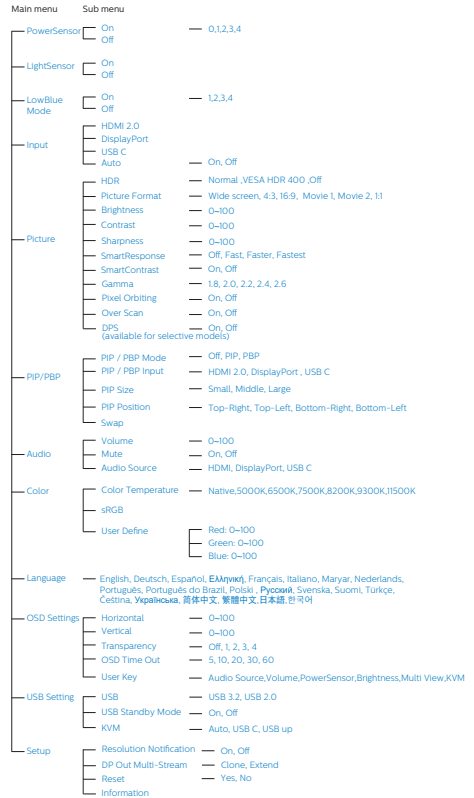 Main menu Sub menu
PowerSensor On 0,1,2,3,4
Off
LightSensor On
Off
LowBlue Mode On 1,2,3,4
Off
Input HDMI 2.0
DisplayPort
USB C
Auto On, Off
Picture HDR Normal ,VESA HDR 400 ,Off
Picture Format Wide screen, 4:3, 16:9, Movie 1, Movie 2, 1:1
Brightness 0~100
Contrast 0~100
Sharpness 0~100
SmartResponse Off, Fast, Faster, Fastest
SmartContrast On, Off
Gamma 1.8, 2.0, 2.2, 2.4, 2.6
Pixel Orbiting On, Off
Over Scan On, Off
DPS On, Off
(available for selective models)
PIP/PBP PIP / PBP Mode Off, PIP, PBP
PIP / PBP Input HDMI 2.0, DisplayPort , USB C
PIP Size Small, Middle, Large
PIP Position Top-Right, Top-Left, Bottom-Right, Bottom-Left
Swap
Audio Volume 0~100
Mute On, Off
Audio Source HDMI, DisplayPort, USB C
Color Color Temperature Native,5000K,6500K,7500K,8200K,9300K,11500K
sRGB
User Define Red: 0~100
Green: 0~100
Blue: 0~100
Language English, Deutsch, Español, Ελληνική, Français, Italiano, Maryar, Nederlands,
Português, Português do Brazil, Polski , Русский, Svenska, Suomi, Türkçe,
Čeština, Українська, 简体中文, 繁體中文,日本語,한국어
OSD Settings Horizontal 0~100
Vertical 0~100
Transparency Off, 1, 2, 3, 4
OSD Time Out 5, 10, 20, 30, 60
User Key Audio Source,Volume,PowerSensor,Brightness,Multi View,KVM
USB Setting USB USB 3.2, USB 2.0
USB Standby Mode On, Off
KVM Auto, USB C, USB up
Setup Resolution Notification On, Off
DP Out Multi-Stream Clone, Extend
Reset Yes, No
Information